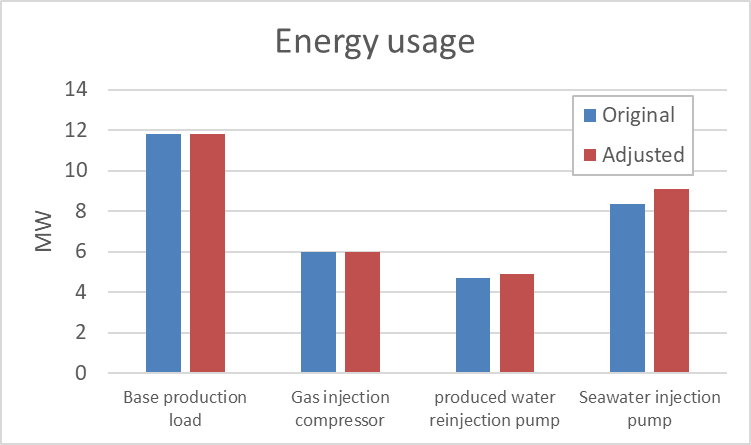 Energy usage
14
12
10
8
6
4
2
0
MW
Original
Adjusted
Base production
load
Gas injection
compressor
produced water
reinjection pump
Seawater injection
pump